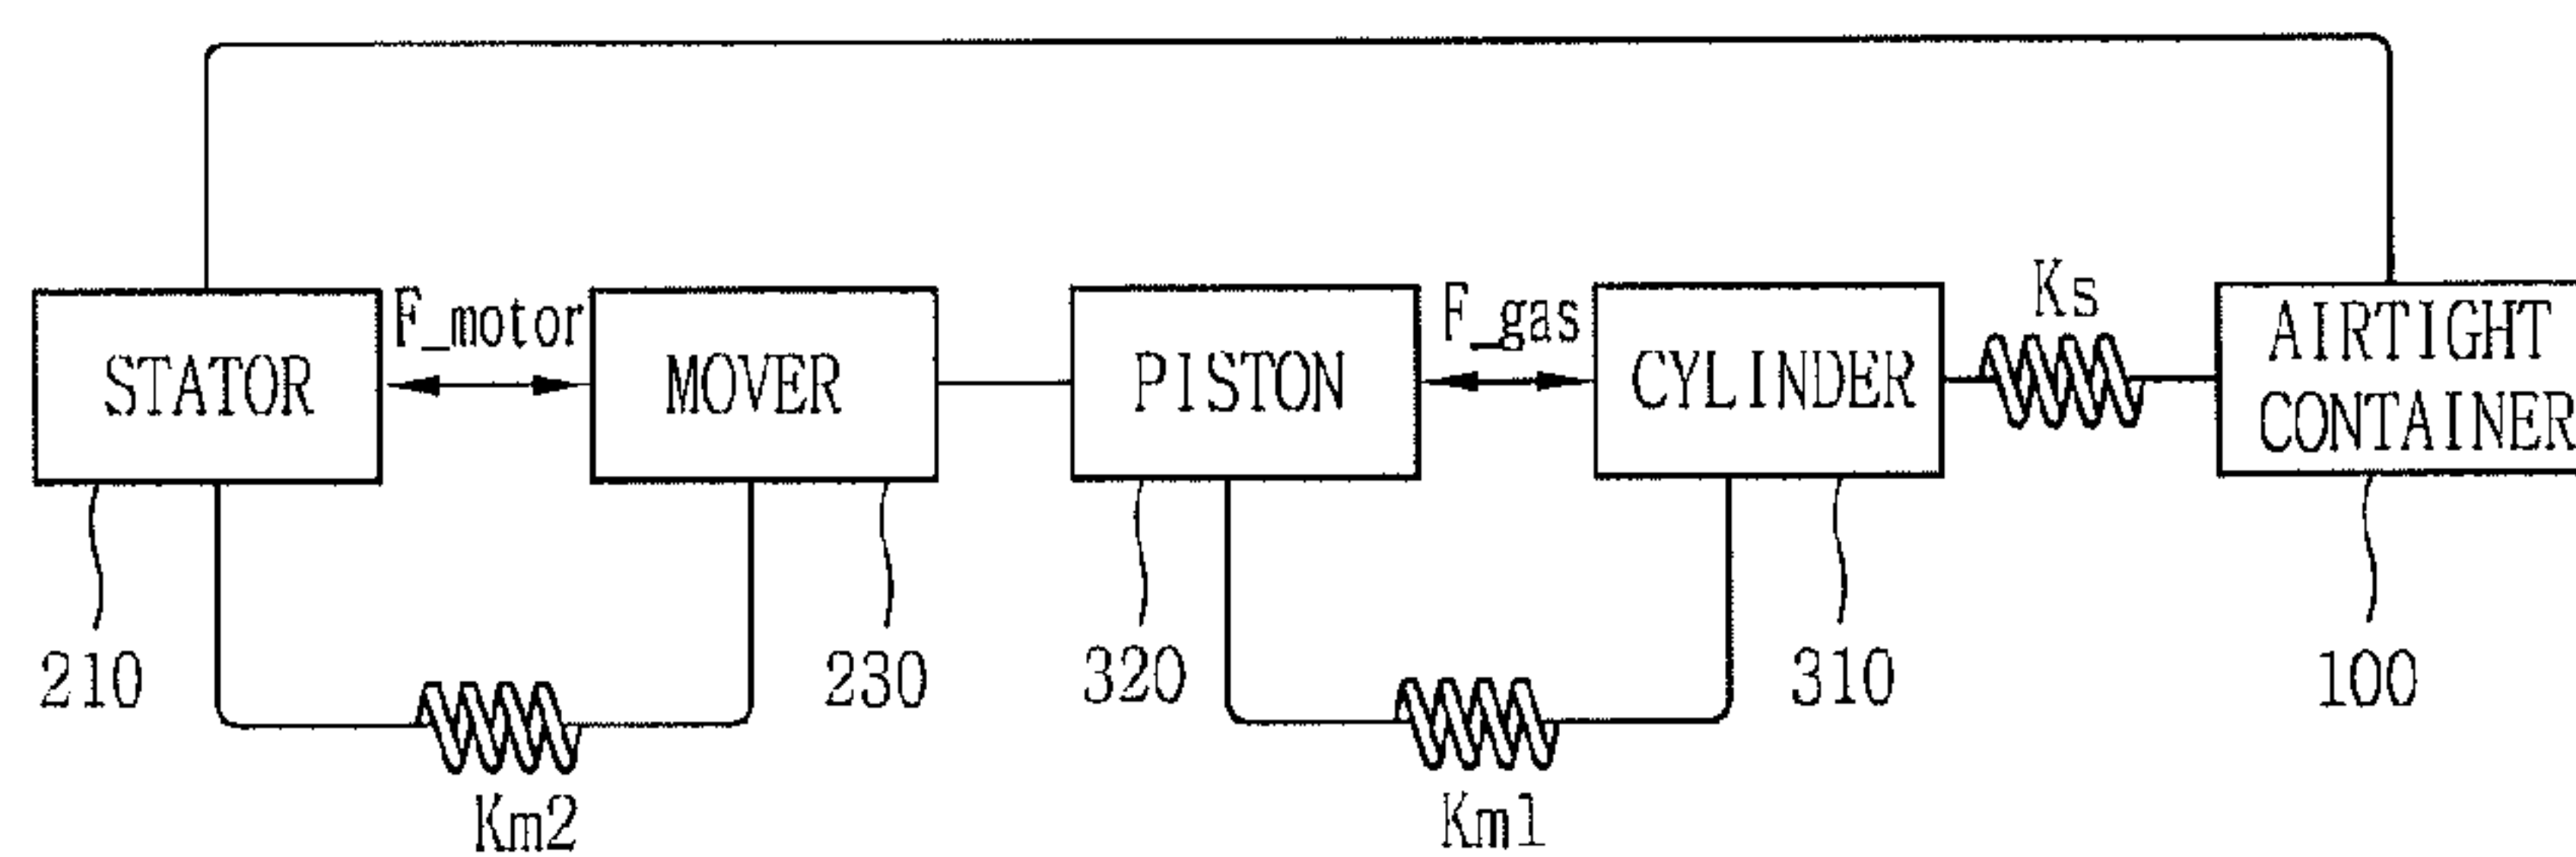 F_motor
F_gas
Ks
STATOR
MOVER
PISTON
CYLINDER
AIRTIGHT
CONTAINER
210
230
320
310
100
Km2
Km1